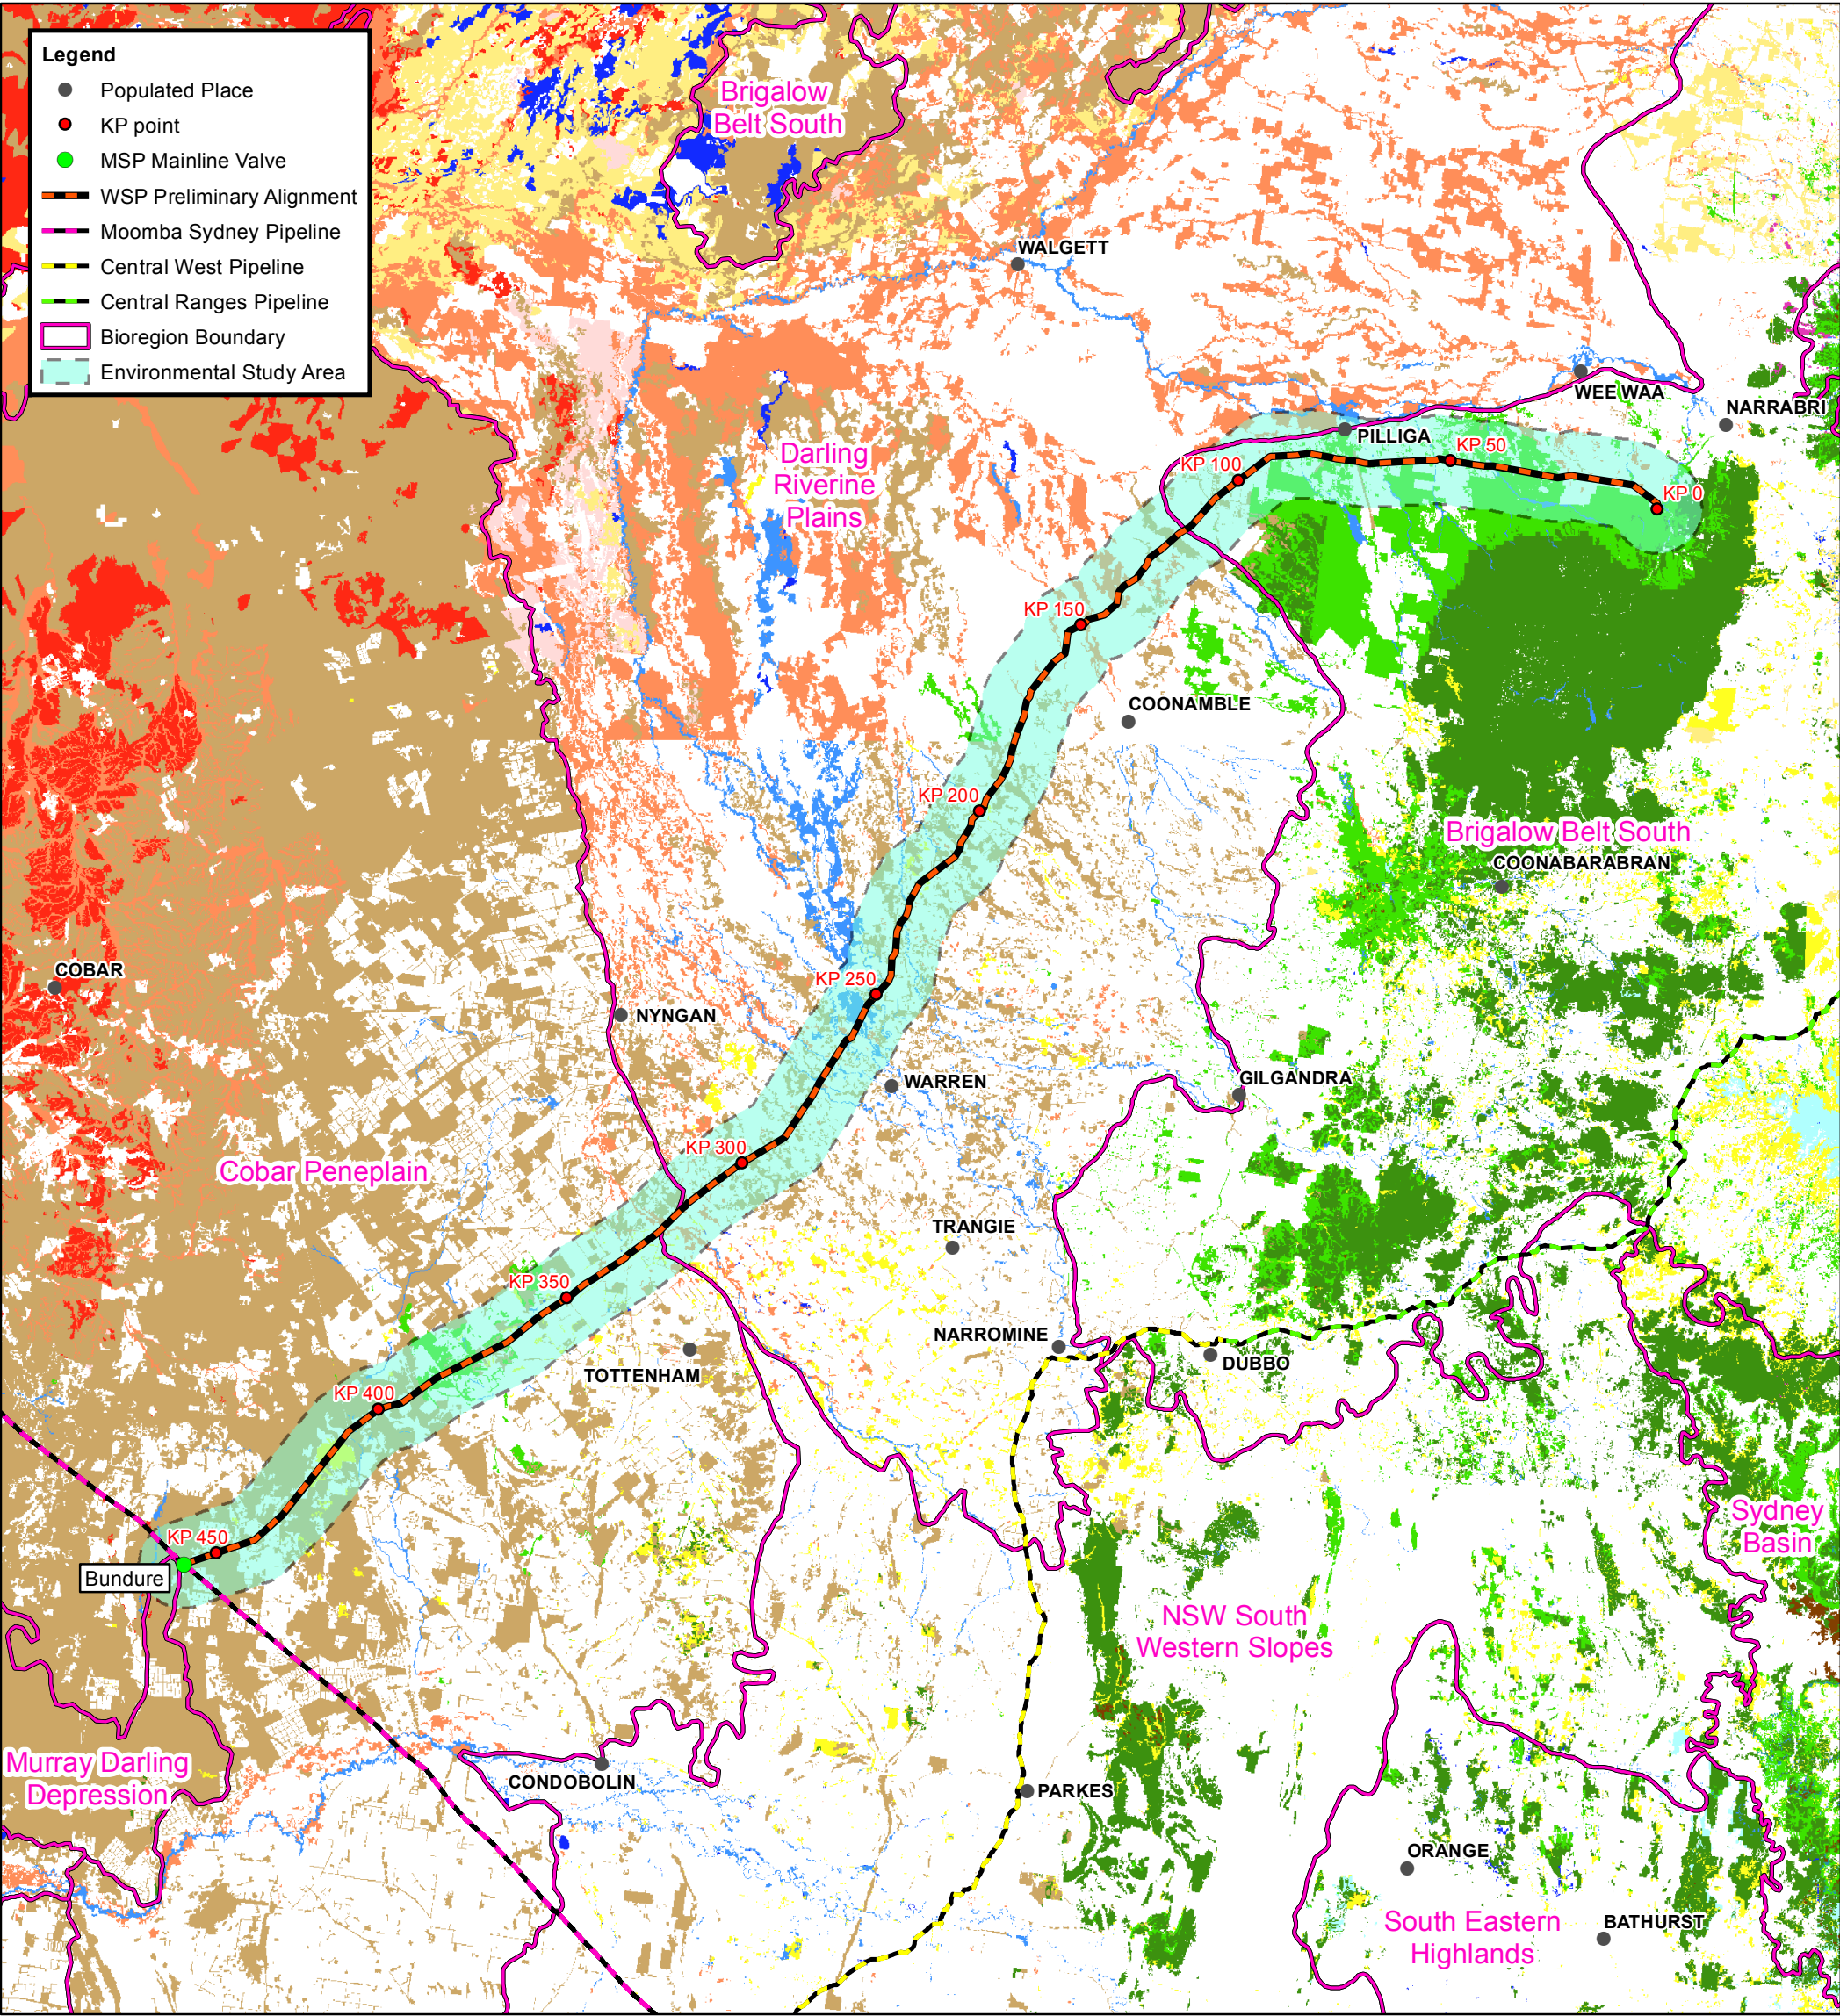 Legend
Populated Place
KP point
MSP Mainline Valve
WSP Preliminary Alignment
Moomba Sydney Pipeline
Central West Pipeline
Central Ranges Pipeline
Bioregion Boundary
Environmental Study Area
Brigalow
Belt South
WALGETT
WEE WAA
NARRABRI
PILLIGA
KP 50
KP 100
KP 0
Darling
Riverine
Plains
KP 150
COONAMBLE
KP 200
Brigalow Belt South
COONABARABRAN
COBAR
KP 250
NYNGAN
WARREN
GILGANDRA
KP 300
Cobar Peneplain
TRANGIE
KP 350
NARROMINE
DUBBO
TOTTENHAM
KP 400
Sydney
Basin
KP 450
Bundure
NSW South
Western Slopes
Murray Darling
Depression
CONDOBOLIN
PARKES
ORANGE
South Eastern
Highlands
BATHURST